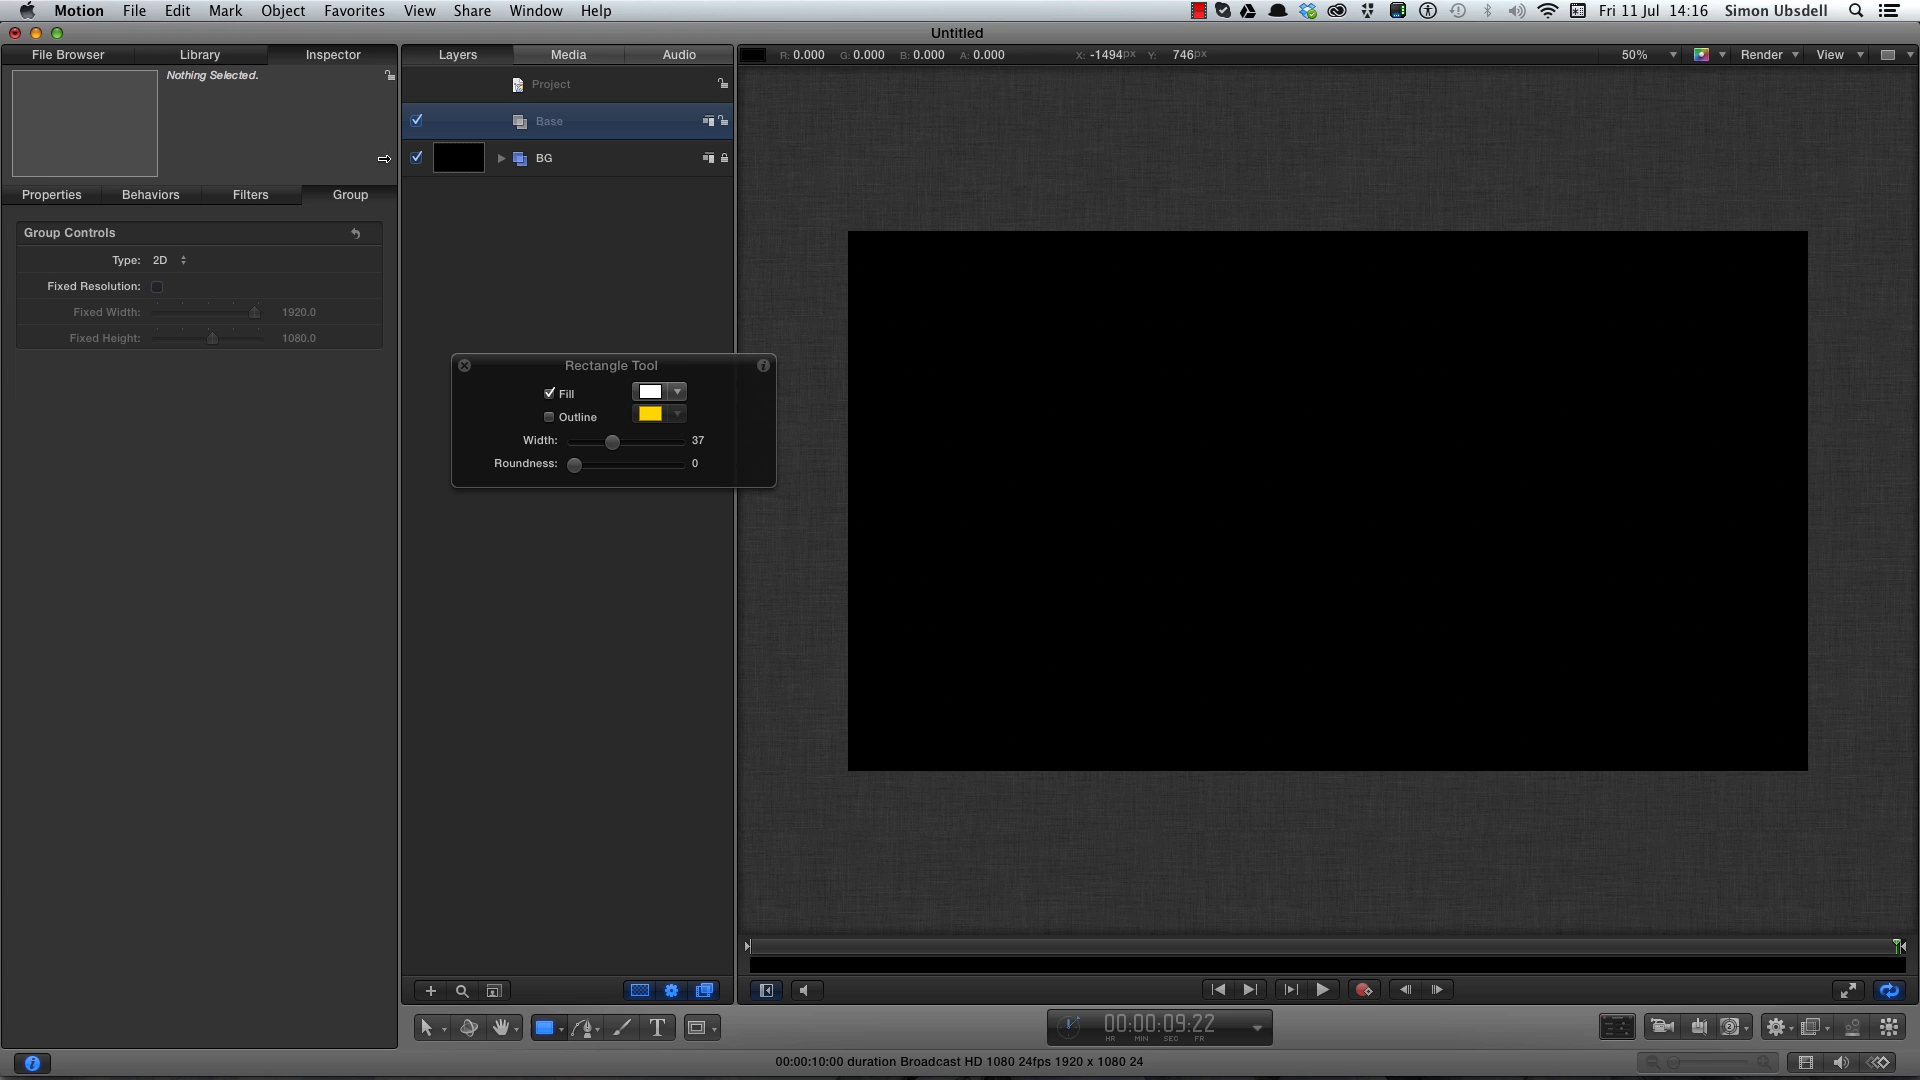 Motion File Edit Mark Object Favorites View Share Window Help Fri 11 Jul 14:16 Simon Ubsdell
Untitled
File Browser Library Inspector Layers Media Audio R: 0.000 G: 0.000 B: 0.000 A: 0.000 X: -1494px Y: 746px 50% Render View
Nothing Selected.
Project
Base
BG
Properties Behaviors Filters Group
Group Controls
Type: 2D
Fixed Resolution:
Fixed Width: 1920.0
Fixed Height: 1080.0
Rectangle Tool
Fill
Outline
Width: 37
Roundness: 0
T 00:00:09:22
HR MIN SEC FR
00:00:10:00 duration Broadcast HD 1080 24fps 1920 x 1080 24